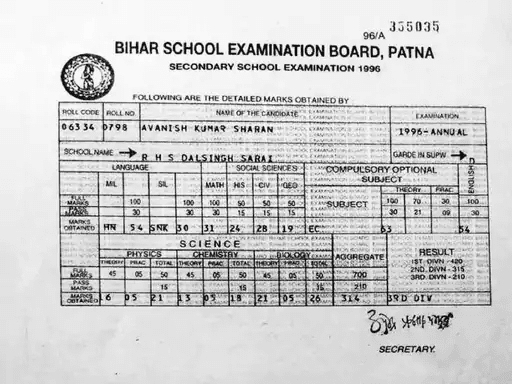 355035
96/A
BIHAR SCHOOL EXAMINATION BOARD, PATNA
SECONDARY SCHOOL EXAMINATION 1996
FOLLOWING ARE THE DETAILED MARKS OBTAINED BY
ROLL CODE ROLL NO. NAME OF THE CANDIDATE EXAMINATION
06334 0798 AVANISH KUMAR SHARAN 1996-ANNUAL
SCHOOL NAME R H S DALSINGH SARAI GARDE IN SUPW
LANGUAGE SOCIAL SCIENCES COMPULSORY OPTIONAL SUBJECT ENGLISH
MIL SIL MATH HIS CIV GEO SUBJECT THEORY PRAC
FULL MARKS 100 100 100 50 50 50 100 70 30 100
PASS MARKS 30 30 30 15 15 15 30 21 09 30
MARKS OBTAINED HN 54 SNK 30 31 24 28 19 EC 63 54
SCIENCE AGGREGATE RESULT
PHYSICS CHEMISTRY BIOLOGY 1ST. DIVN - 420
THEORY PRAC TOTAL THEORY PRAC TOTAL THEORY PRAC TOTAL 2ND. DIVN - 315
3RD. DIVN - 210
FULL MARKS 45 05 50 45 05 50 45 05 50 700
PASS MARKS 15 15 15 210
MARKS OBTAINED 16 05 21 13 05 18 21 05 26 314 3RD DIV
SECRETARY.